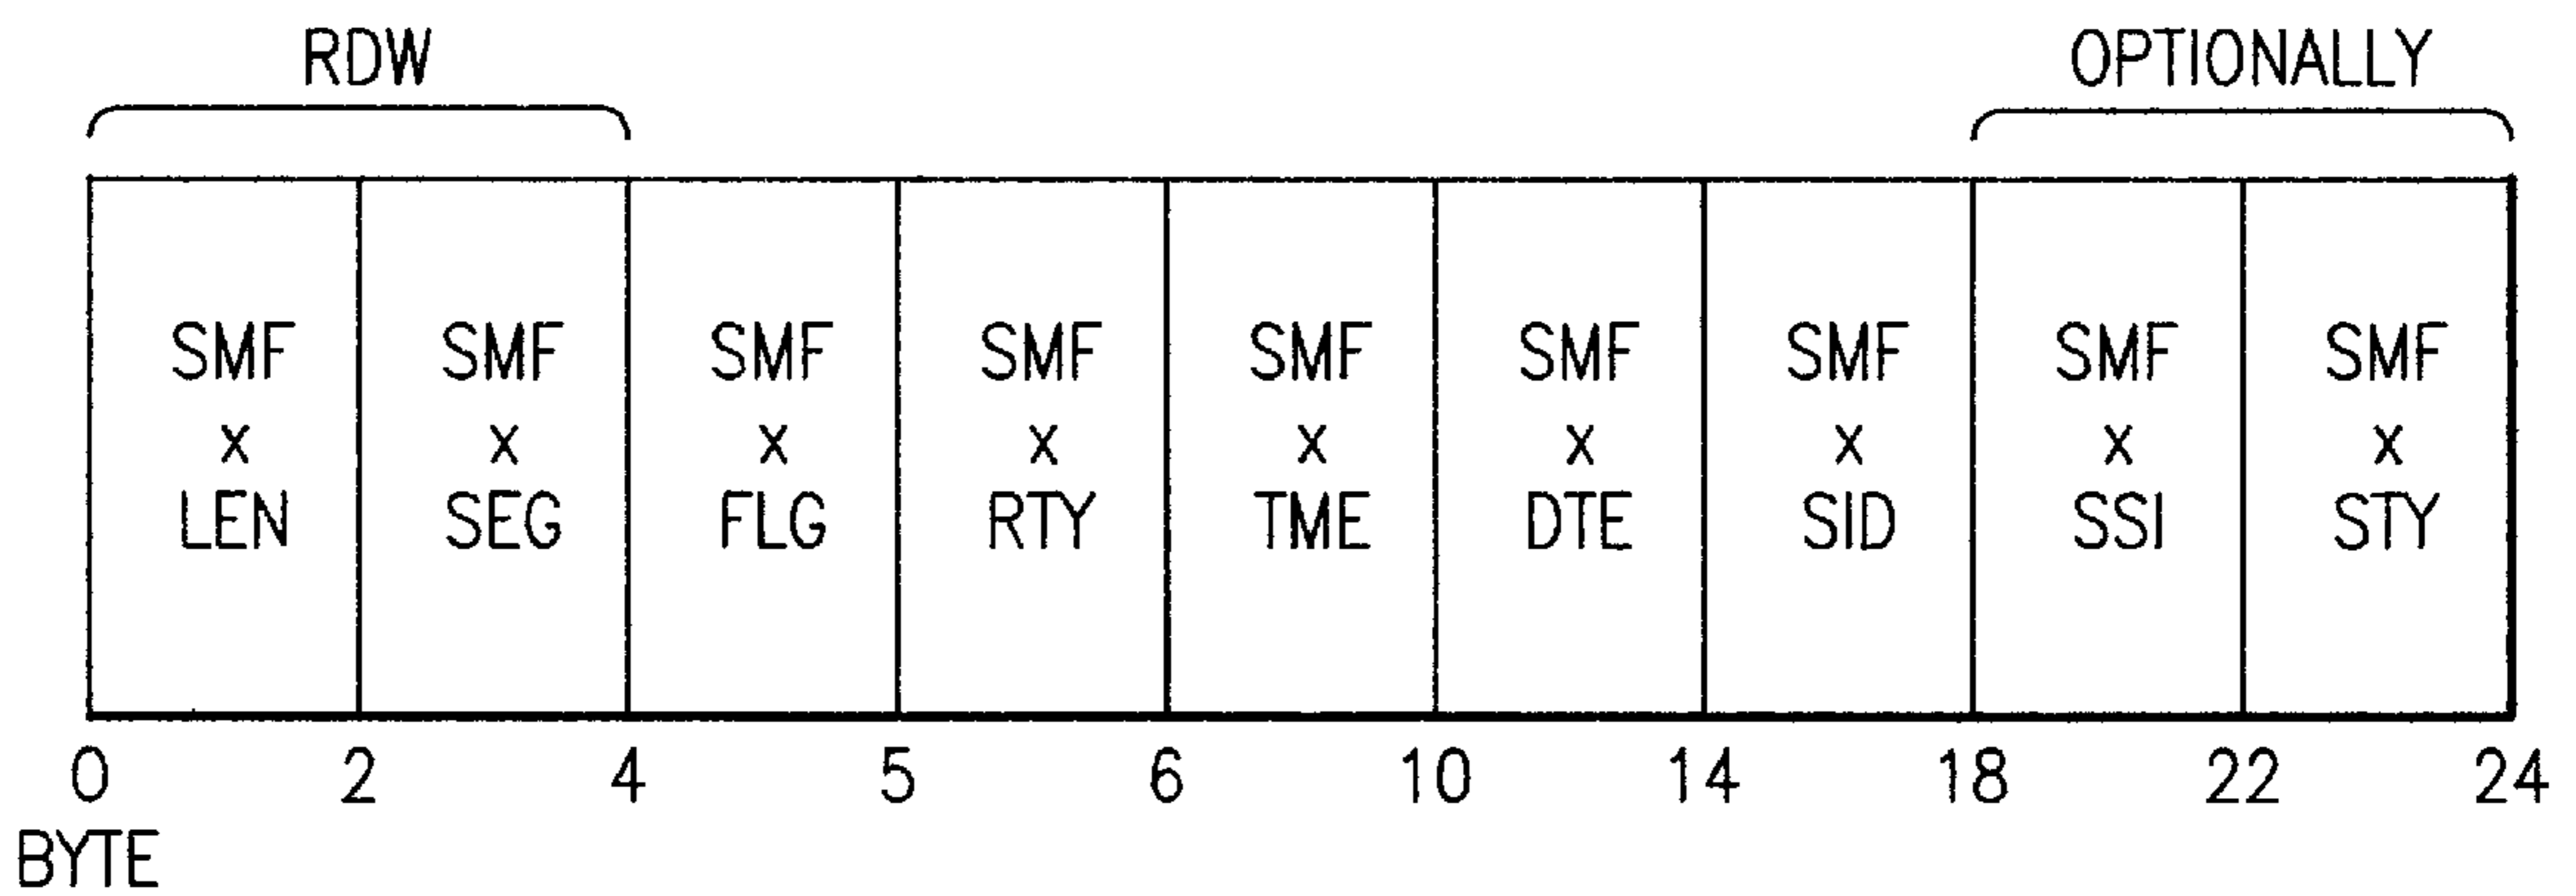 RDW OPTIONALLY
SMF SMF SMF SMF SMF SMF SMF SMF SMF
x x x x x x x x x
LEN SEG FLG RTY TME DTE SID SSI STY
0 2 4 5 6 10 14 18 22 24
BYTE